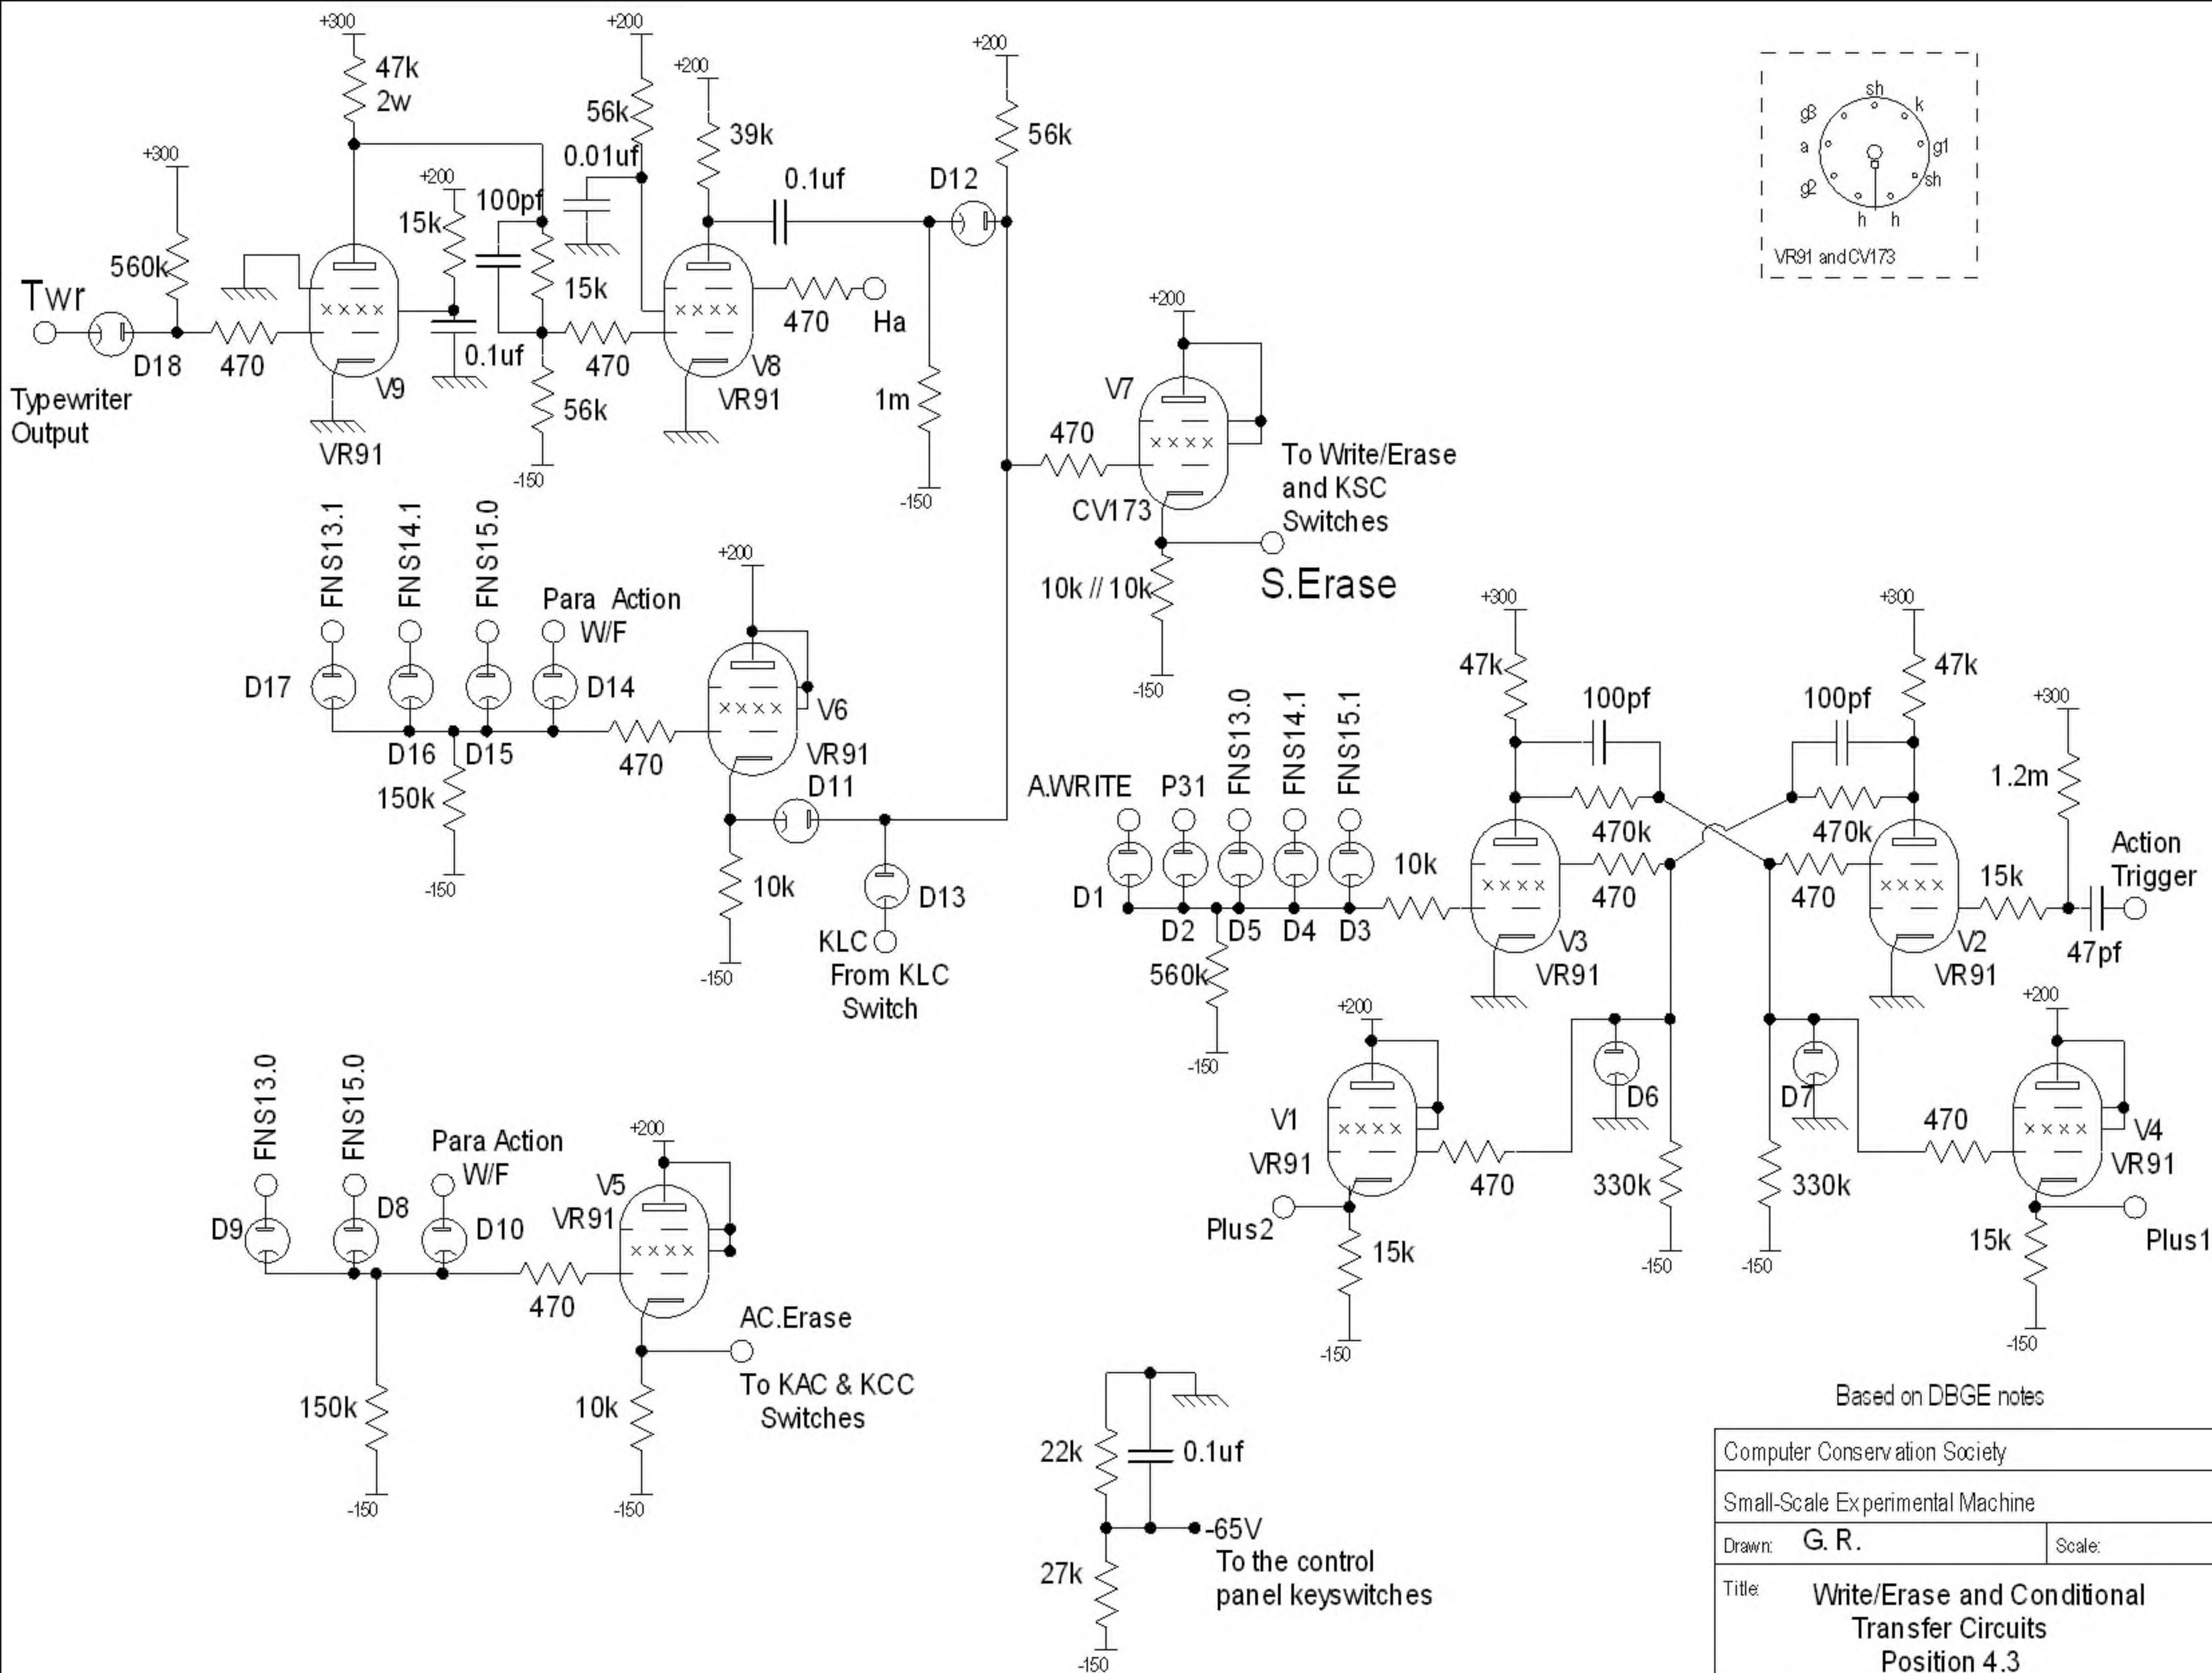 +300
47k
2w
+200
56k
0.01uf
+200
39k
0.1uf
D12
+200
56k
+300
560k
Twr
D18
470
Typewriter
Output
+200
15k
100pf
0.1uf
V9
VR91
15k
470
56k
-150
V8
VR91
470
Ha
1m
-150
sh
k
g1
sh
h
h
g2
a
g3
VR91 and CV173
+200
V7
470
CV173
To Write/Erase
and KSC
Switches
10k // 10k
S.Erase
-150
FNS13.1
FNS14.1
FNS15.0
Para Action
W/F
D17
D16
D15
D14
150k
-150
470
+200
V6
VR91
D11
10k
-150
D13
KLC
From KLC
Switch
A.WRITE
P31
FNS13.0
FNS14.1
FNS15.1
D1
D2
D5
D4
D3
10k
560k
-150
+300
47k
100pf
470k
470
V3
VR91
+300
47k
100pf
470k
470
V2
VR91
+300
1.2m
15k
47pf
Action
Trigger
+200
V1
VR91
470
Plus2
15k
-150
D6
330k
-150
D7
330k
-150
+200
470
V4
VR91
15k
Plus1
-150
FNS13.0
FNS15.0
Para Action
W/F
D9
D8
D10
150k
-150
470
+200
V5
VR91
AC.Erase
To KAC & KCC
Switches
10k
-150
22k
0.1uf
-65V
To the control
panel keyswitches
27k
-150
Based on DBGE notes
Computer Conservation Society
Small-Scale Experimental Machine
Drawn: G. R.
Scale:
Title: Write/Erase and Conditional
Transfer Circuits
Position 4.3